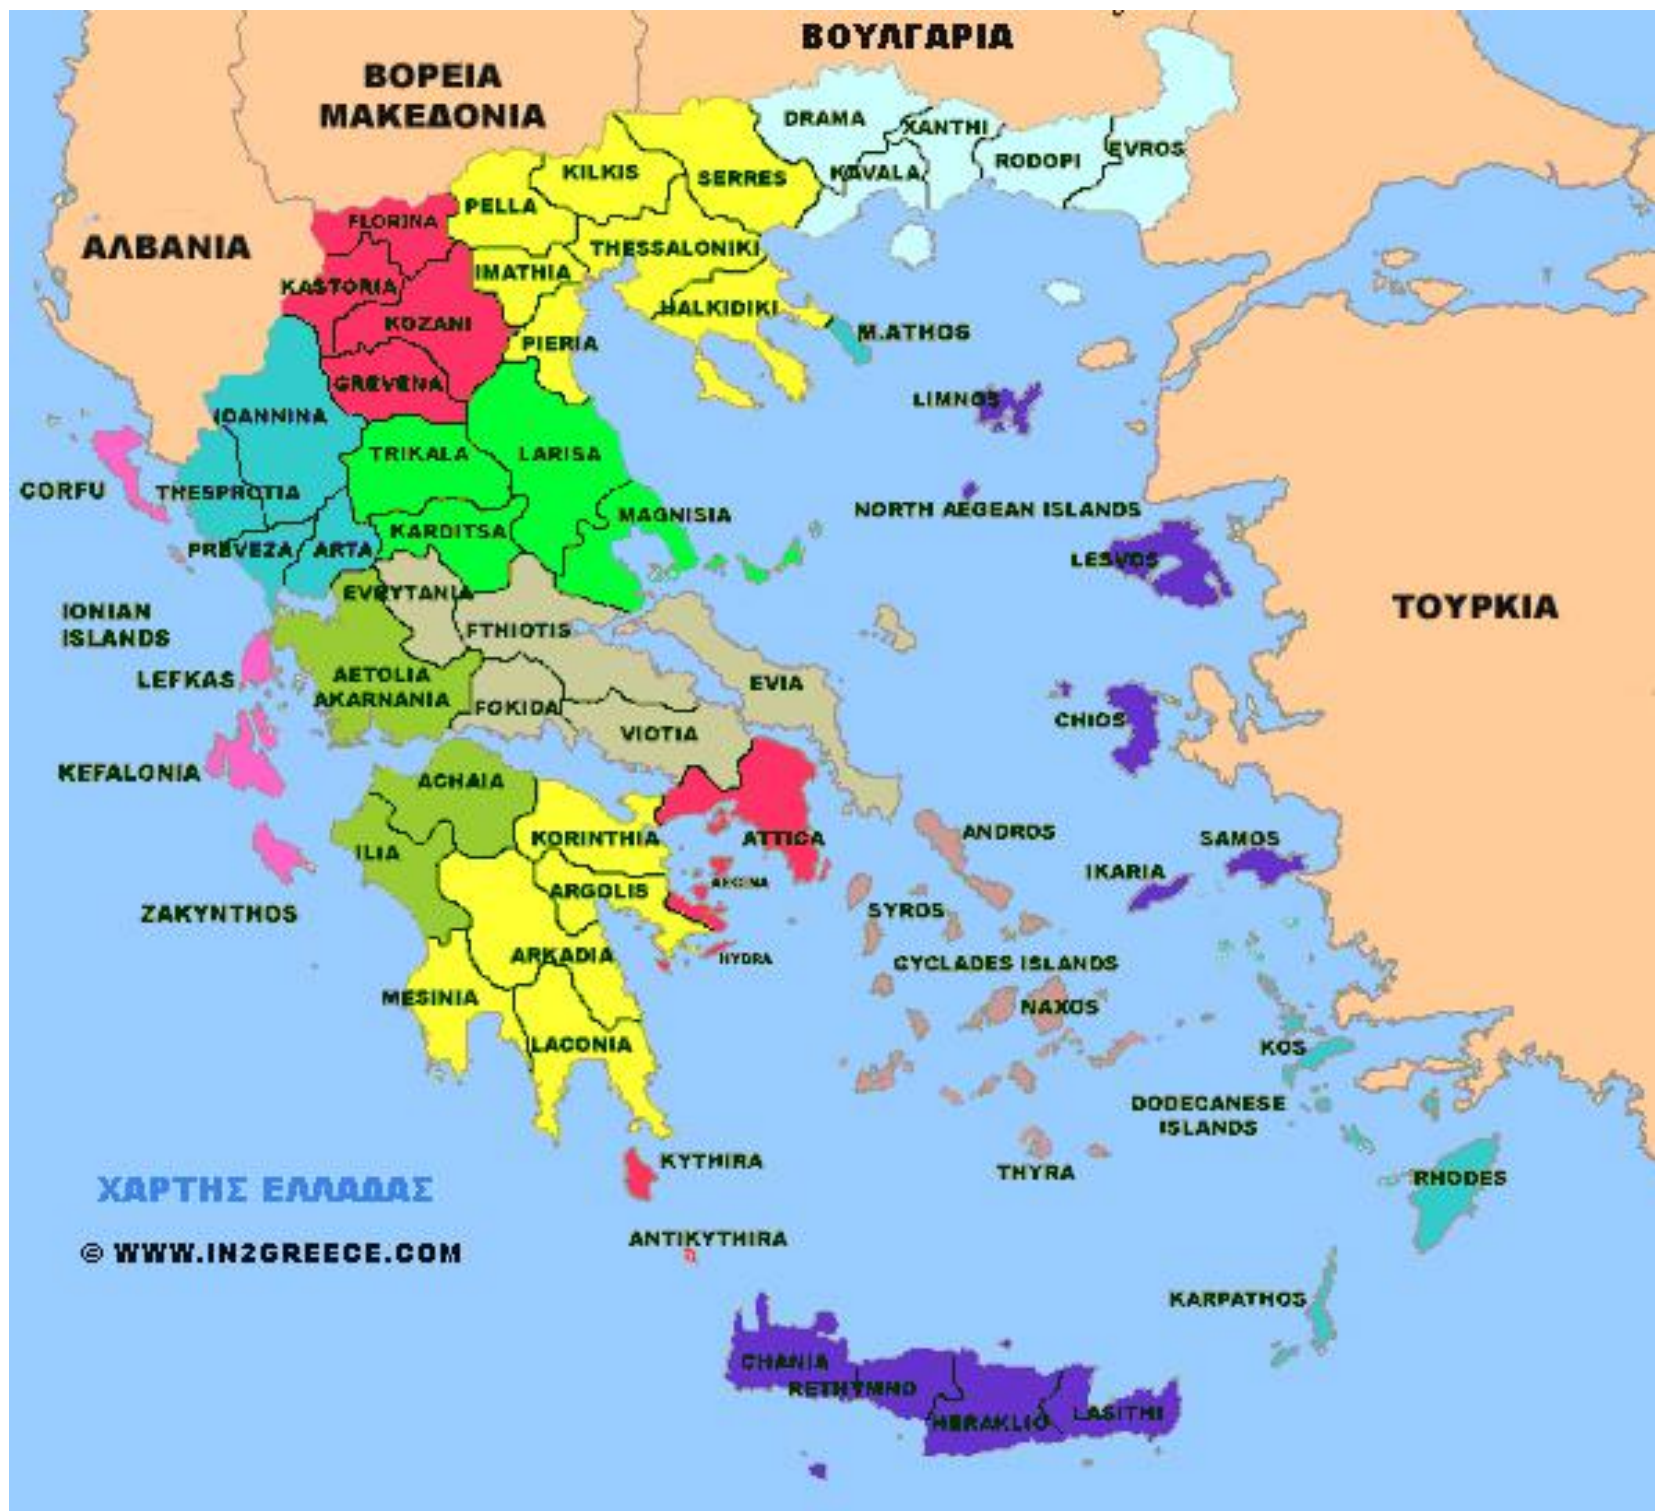 ΒΟΥΛΓΑΡΙΑ
ΒΟΡΕΙΑ
ΜΑΚΕΔΟΝΙΑ
DRAMA
XANTHI
EVROS
RODOPI
KAVALA
KILKIS
SERRES
PELLA
FLORINA
ΑΛΒΑΝΙΑ
THESSALONIKI
IMATHIA
KASTORIA
HALKIDIKI
KOZANI
M.ATHOS
PIERIA
GREVENA
LIMNOS
IOANNINA
TRIKALA
LARISA
CORFU
THESPROTIA
NORTH AEGEAN ISLANDS
MAGNISIA
KARDITSA
PREVEZA
ARTA
LESVOS
EVRYTANIA
ΤΟΥΡΚΙΑ
IONIAN
ISLANDS
FTHIOTIS
LEFKAS
AETOLIA
AKARNANIA
EVIA
FOKIDA
CHIOS
VIOTIA
KEFALONIA
ACHAIA
ANDROS
KORINTHIA
ATTICA
SAMOS
ILIA
IKARIA
AEGINA
ARGOLIS
ZAKYNTHOS
SYROS
ARKADIA
HYDRA
CYCLADES ISLANDS
MESINIA
NAXOS
LACONIA
KOS
DODECANESE
ISLANDS
KYTHIRA
THYRA
RHODES
ΧΑΡΤΗΣ ΕΛΛΑΔΑΣ
ANTIKYTHIRA
© WWW.IN2GREECE.COM
KARPATHOS
CHANIA
RETHYMNO
HERAKLIO
LASITHI